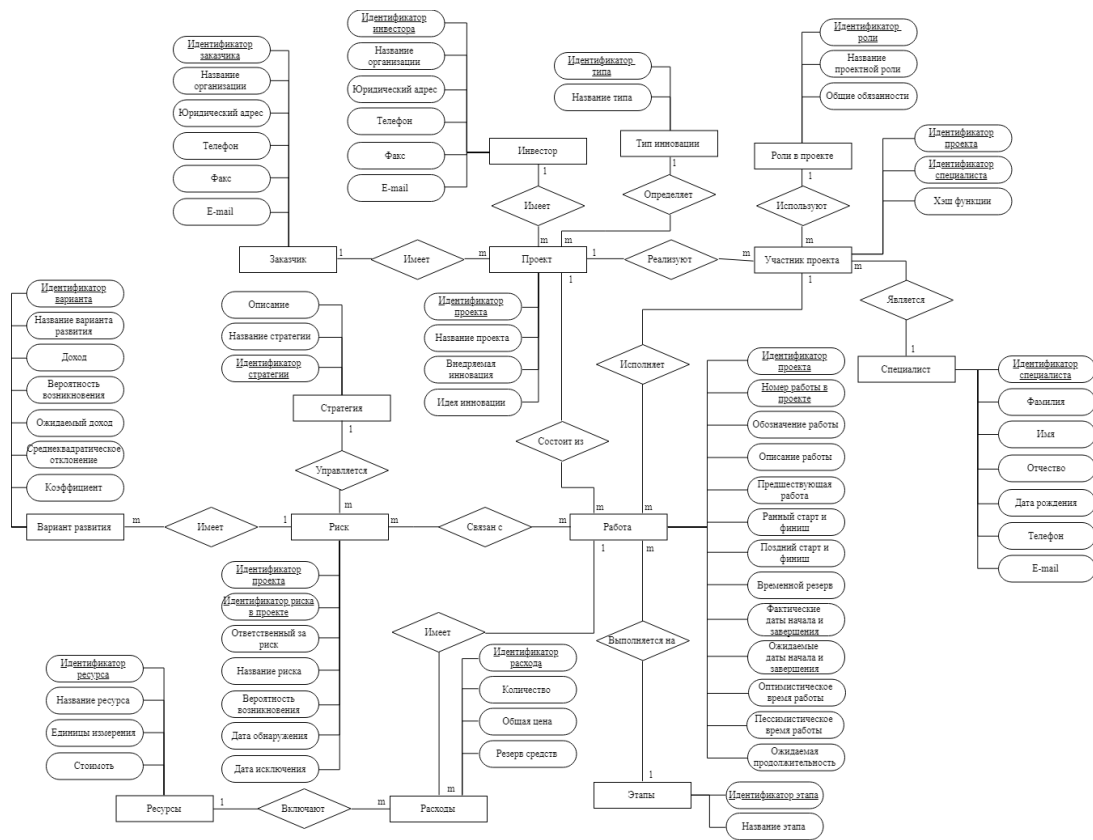 Идентификатор
заказчика
Название
организации
Юридический адрес
Телефон
Факс
E-mail
Заказчик
1
Имеет
m
Идентификатор
инвестора
Название
организации
Юридический адрес
Телефон
Факс
E-mail
Инвестор
1
Имеет
m
Идентификатор
типа
Название типа
Тип инновации
1
Определяет
m
Идентификатор
роли
Название
проектной роли
Общие обязанности
Роли в проекте
1
Используют
m
Идентификатор
проекта
Идентификатор
специалиста
Хэш функции
Проект
1
Реализуют
m
Участник проекта
m
Является
1
Специалист
Идентификатор
специалиста
Фамилия
Имя
Отчество
Дата рождения
Телефон
E-mail
Идентификатор
проекта
Название проекта
Внедряемая
инновация
Идея инновации
1
Состоит из
m
1
Исполняет
m
Идентификатор
варианта
Название варианта
развития
Доход
Вероятность
возникновения
Ожидаемый доход
Среднеквадратическое
отклонение
Коэффициент
Вариант развития
m
Имеет
1
Описание
Название стратегии
Идентификатор
стратегии
Стратегия
1
Управляется
m
Риск
m
Связан с
m
Работа
Идентификатор
проекта
Номер работы в
проекте
Обозначение работы
Описание работы
Предшествующая
работа
Ранный старт и
финиш
Поздний старт и
финиш
Временной резерв
Фактические
даты начала и
завершения
Ожидаемые
даты начала и
завершения
Оптимистическое
время работы
Пессимистическое
время работы
Ожидаемая
продолжительность
Идентификатор
проекта
Идентификатор риска
в проекте
Ответственный за
риск
Название риска
Вероятность
возникновения
Дата обнаружения
Дата исключения
1
Имеет
m
m
Выполняется на
1
Идентификатор
расхода
Количество
Общая цена
Резерв средств
Идентификатор
ресурса
Название ресурса
Единицы измерения
Стоимоть
Ресурсы
1
Включают
m
Расходы
Этапы
Идентификатор этапа
Название этапа